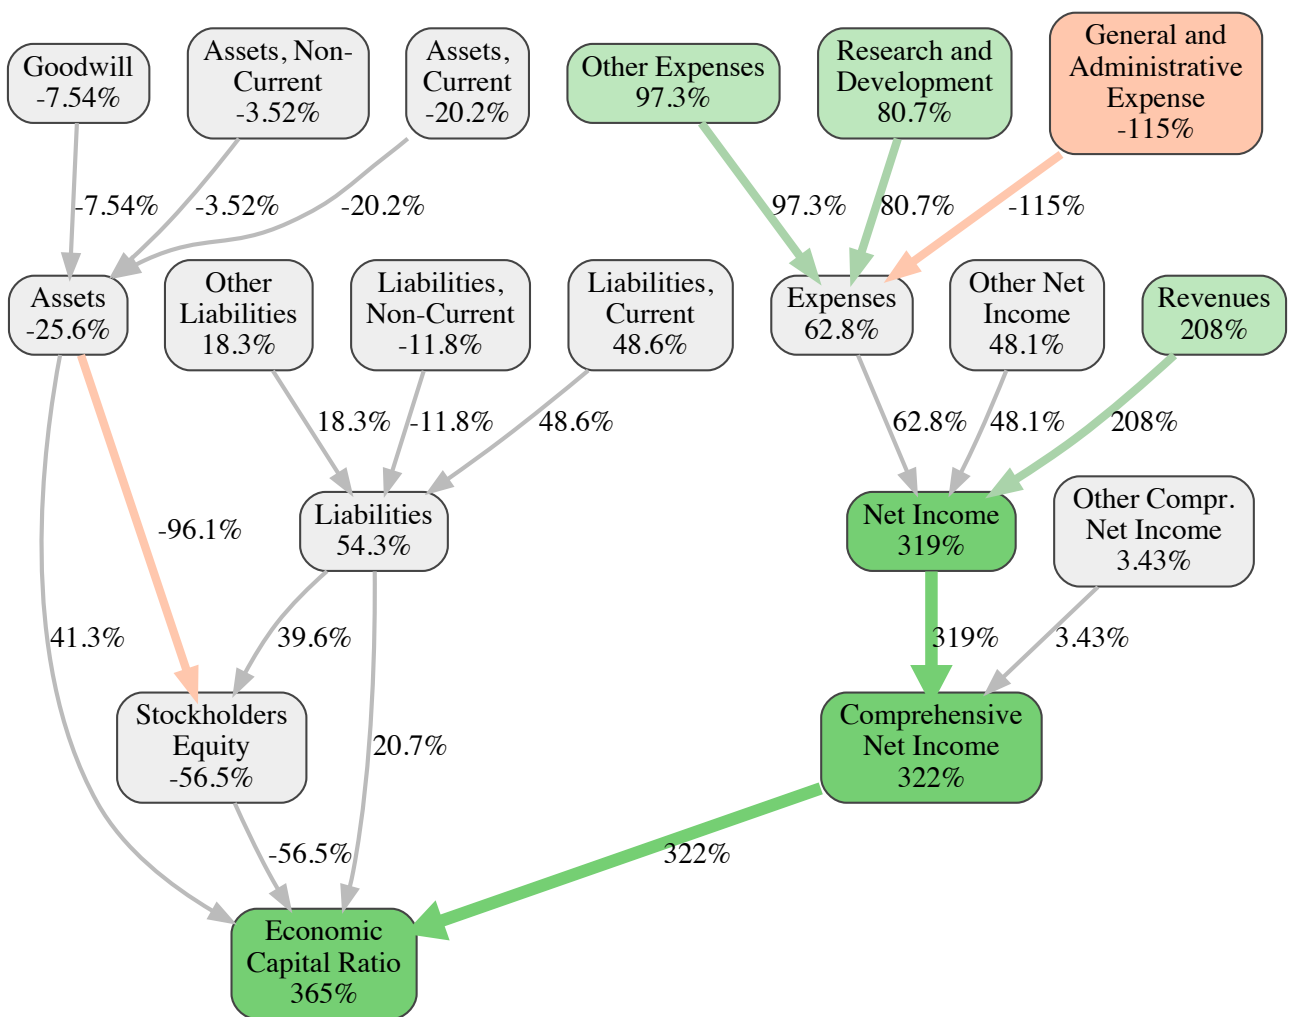 Goodwill
-7.54%
Assets, Non-
Current
-3.52%
Assets,
Current
-20.2%
Other Expenses
97.3%
Research and
Development
80.7%
General and
Administrative
Expense
-115%
-7.54%
-3.52%
-20.2%
97.3%
80.7%
-115%
Assets
-25.6%
Other
Liabilities
18.3%
Liabilities,
Non-Current
-11.8%
Liabilities,
Current
48.6%
Expenses
62.8%
Other Net
Income
48.1%
Revenues
208%
18.3%
-11.8%
48.6%
62.8%
48.1%
208%
-96.1%
Liabilities
54.3%
Net Income
319%
Other Compr.
Net Income
3.43%
41.3%
39.6%
319%
3.43%
Stockholders
Equity
-56.5%
20.7%
Comprehensive
Net Income
322%
-56.5%
322%
Economic
Capital Ratio
365%